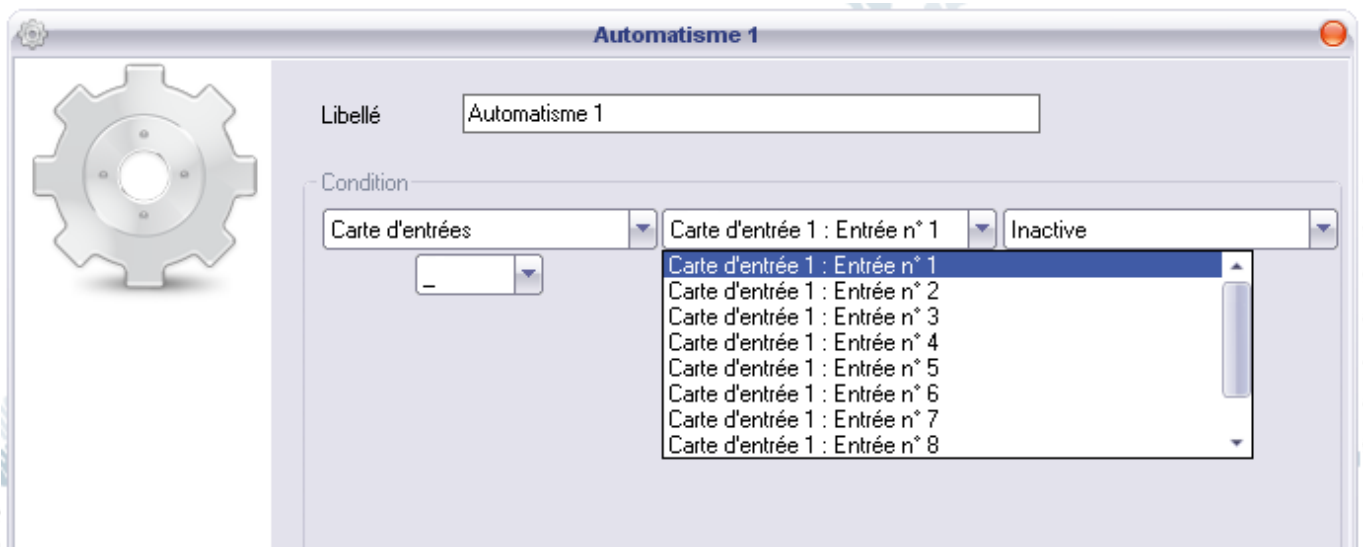 Automatisme 1
Libellé Automatisme 1
Condition
Carte d'entrées Carte d'entrée 1 : Entrée n° 1 Inactive
_
Carte d'entrée 1 : Entrée n° 1
Carte d'entrée 1 : Entrée n° 2
Carte d'entrée 1 : Entrée n° 3
Carte d'entrée 1 : Entrée n° 4
Carte d'entrée 1 : Entrée n° 5
Carte d'entrée 1 : Entrée n° 6
Carte d'entrée 1 : Entrée n° 7
Carte d'entrée 1 : Entrée n° 8